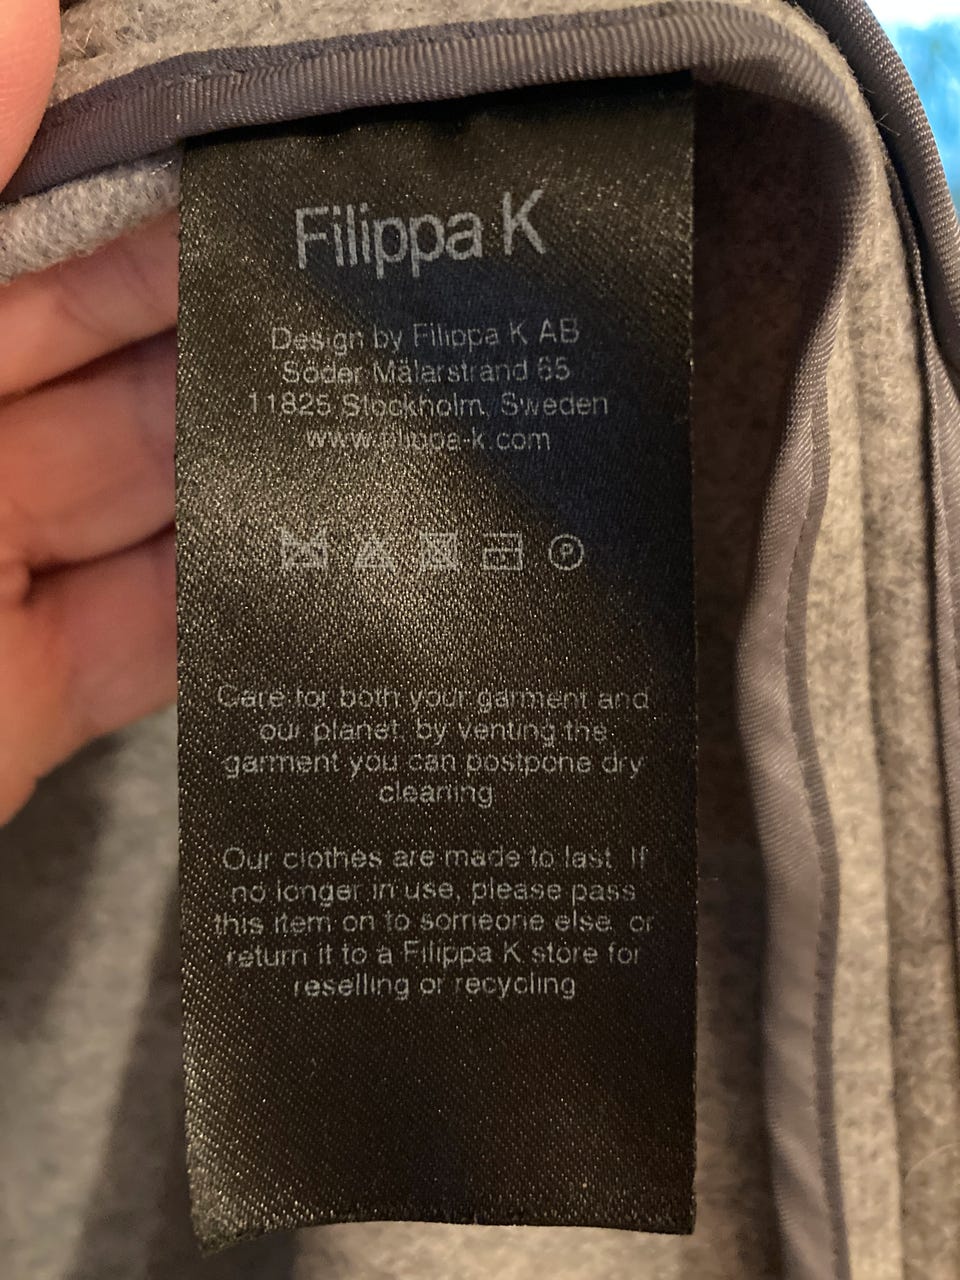 Filippa K
Design by Filippa K AB
Söder Mälarstrand 65
11825 Stockholm, Sweden
www.filippa-k.com
P
Care for both your garment and
our planet, by venting the
garment you can postpone dry
cleaning
Our clothes are made to last. If
no longer in use, please pass
this item on to someone else, or
return it to a Filippa K store for
reselling or recycling